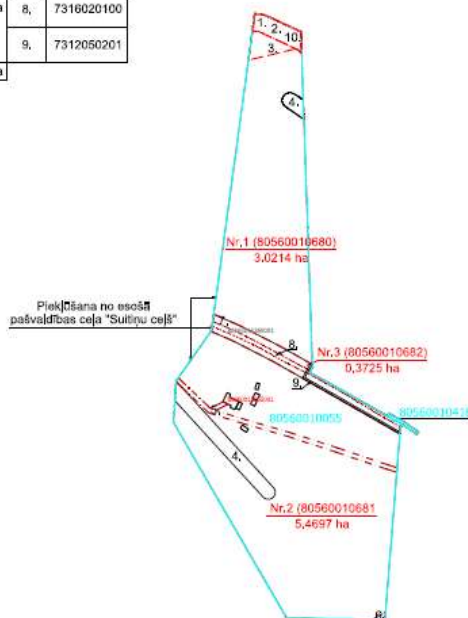 a
8. 7316020100
9. 7312050201
a
1. 2. 10.
3.
4.
Nr.1 (80560010680)
3.0214 ha
Piekļūšana no esošā
pašvaldības ceļa "Suitiņu ceļš"
7.
8.
Nr.3 (80560010682)
0,3725 ha
9.
80560010055
4.
Nr.2 (80560010681
5.4697 ha